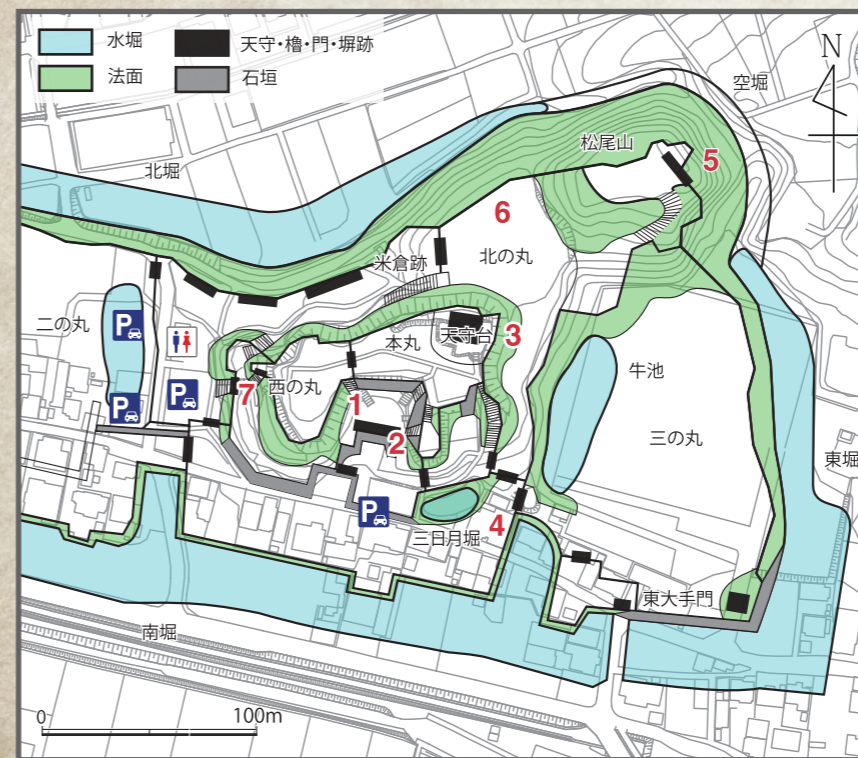 水堀
天守・櫓・門・塀跡
法面
石垣
N
空堀
松尾山
5
北堀
6
北の丸
米倉跡
二の丸
P
天守台
3
本丸
牛池
西の丸
7
P
P
1
三の丸
2
東堀
P
三日月堀
4
東大手門
南堀
0
100m